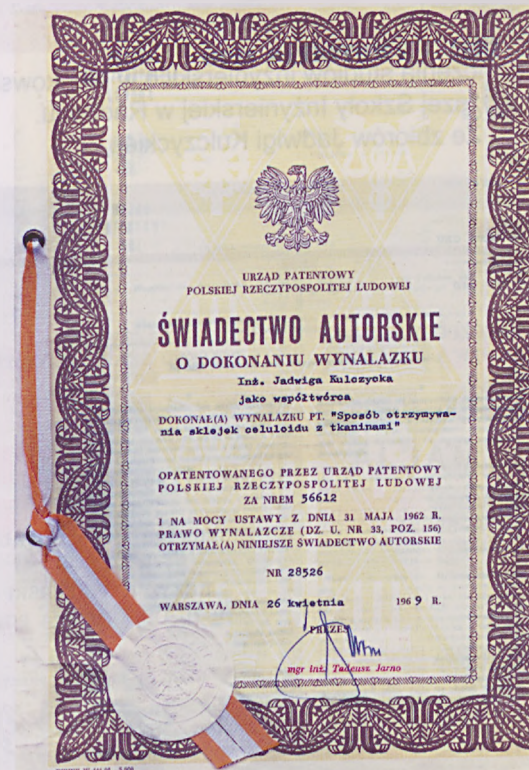 URZĄD PATENTOWY
POLSKIEJ RZECZYPOSPOLITEJ LUDOWEJ
ŚWIADECTWO AUTORSKIE
O DOKONANIU WYNALAZKU
Inż. Jadwiga Kulczycka
jako współtwórca
DOKONAŁ(A) WYNALAZKU PT. "Sposób otrzymywa-
nia sklejek celuloidu z tkaninami"
OPATENTOWANEGO PRZEZ URZĄD PATENTOWY
POLSKIEJ RZECZYPOSPOLITEJ LUDOWEJ
ZA NREM 56612
I NA MOCY USTAWY Z DNIA 31 MAJA 1962 R.
PRAWO WYNALAZCZE (DZ. U. NR 33, POZ. 156)
OTRZYMAŁ(A) NINIEJSZE ŚWIADECTWO AUTORSKIE
NR 28526
WARSZAWA, DNIA 26 kwietnia 1969 R.
PREZES
mgr inż. Tadeusz Jarno